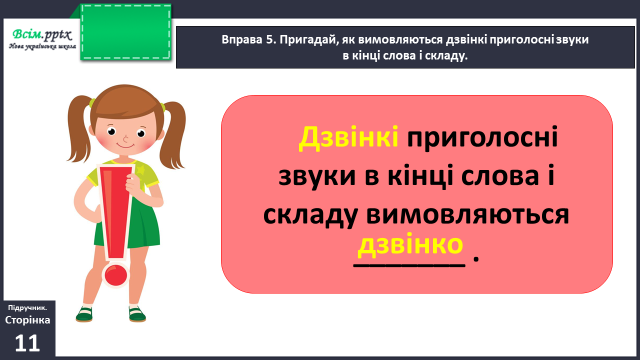 Всім.pptx
Нова українська школа
Вправа 5. Пригадай, як вимовляються дзвінкі приголосні звуки
в кінці слова і складу.
Дзвінкі приголосні
звуки в кінці слова і
складу вимовляються
дзвінко.
Підручник.
Сторінка
11